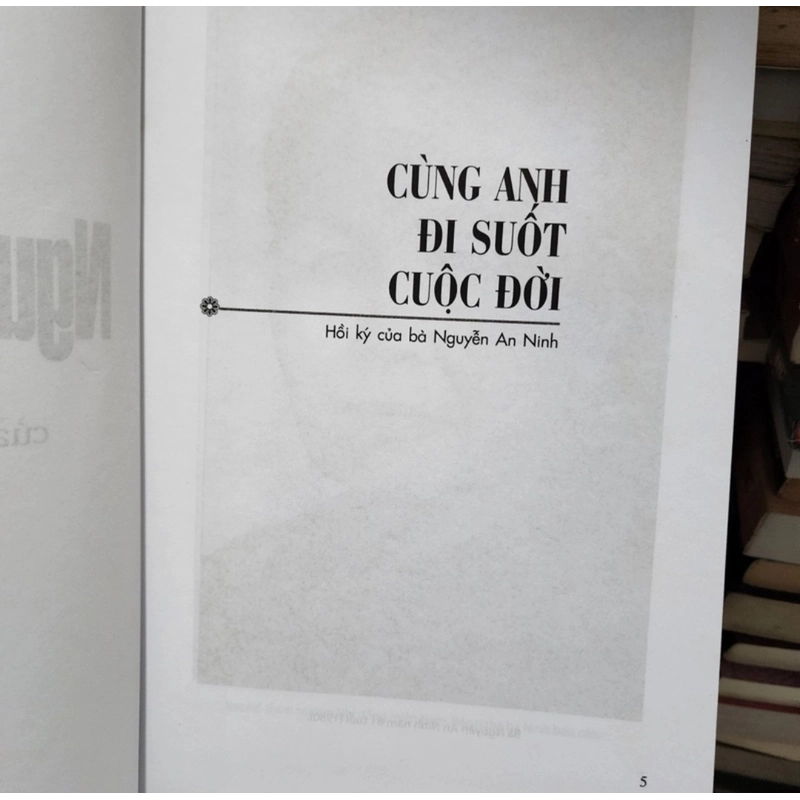 CÙNG ANH
ĐI SUỐT
CUỘC ĐỜI
Hồi ký của bà Nguyễn An Ninh
5